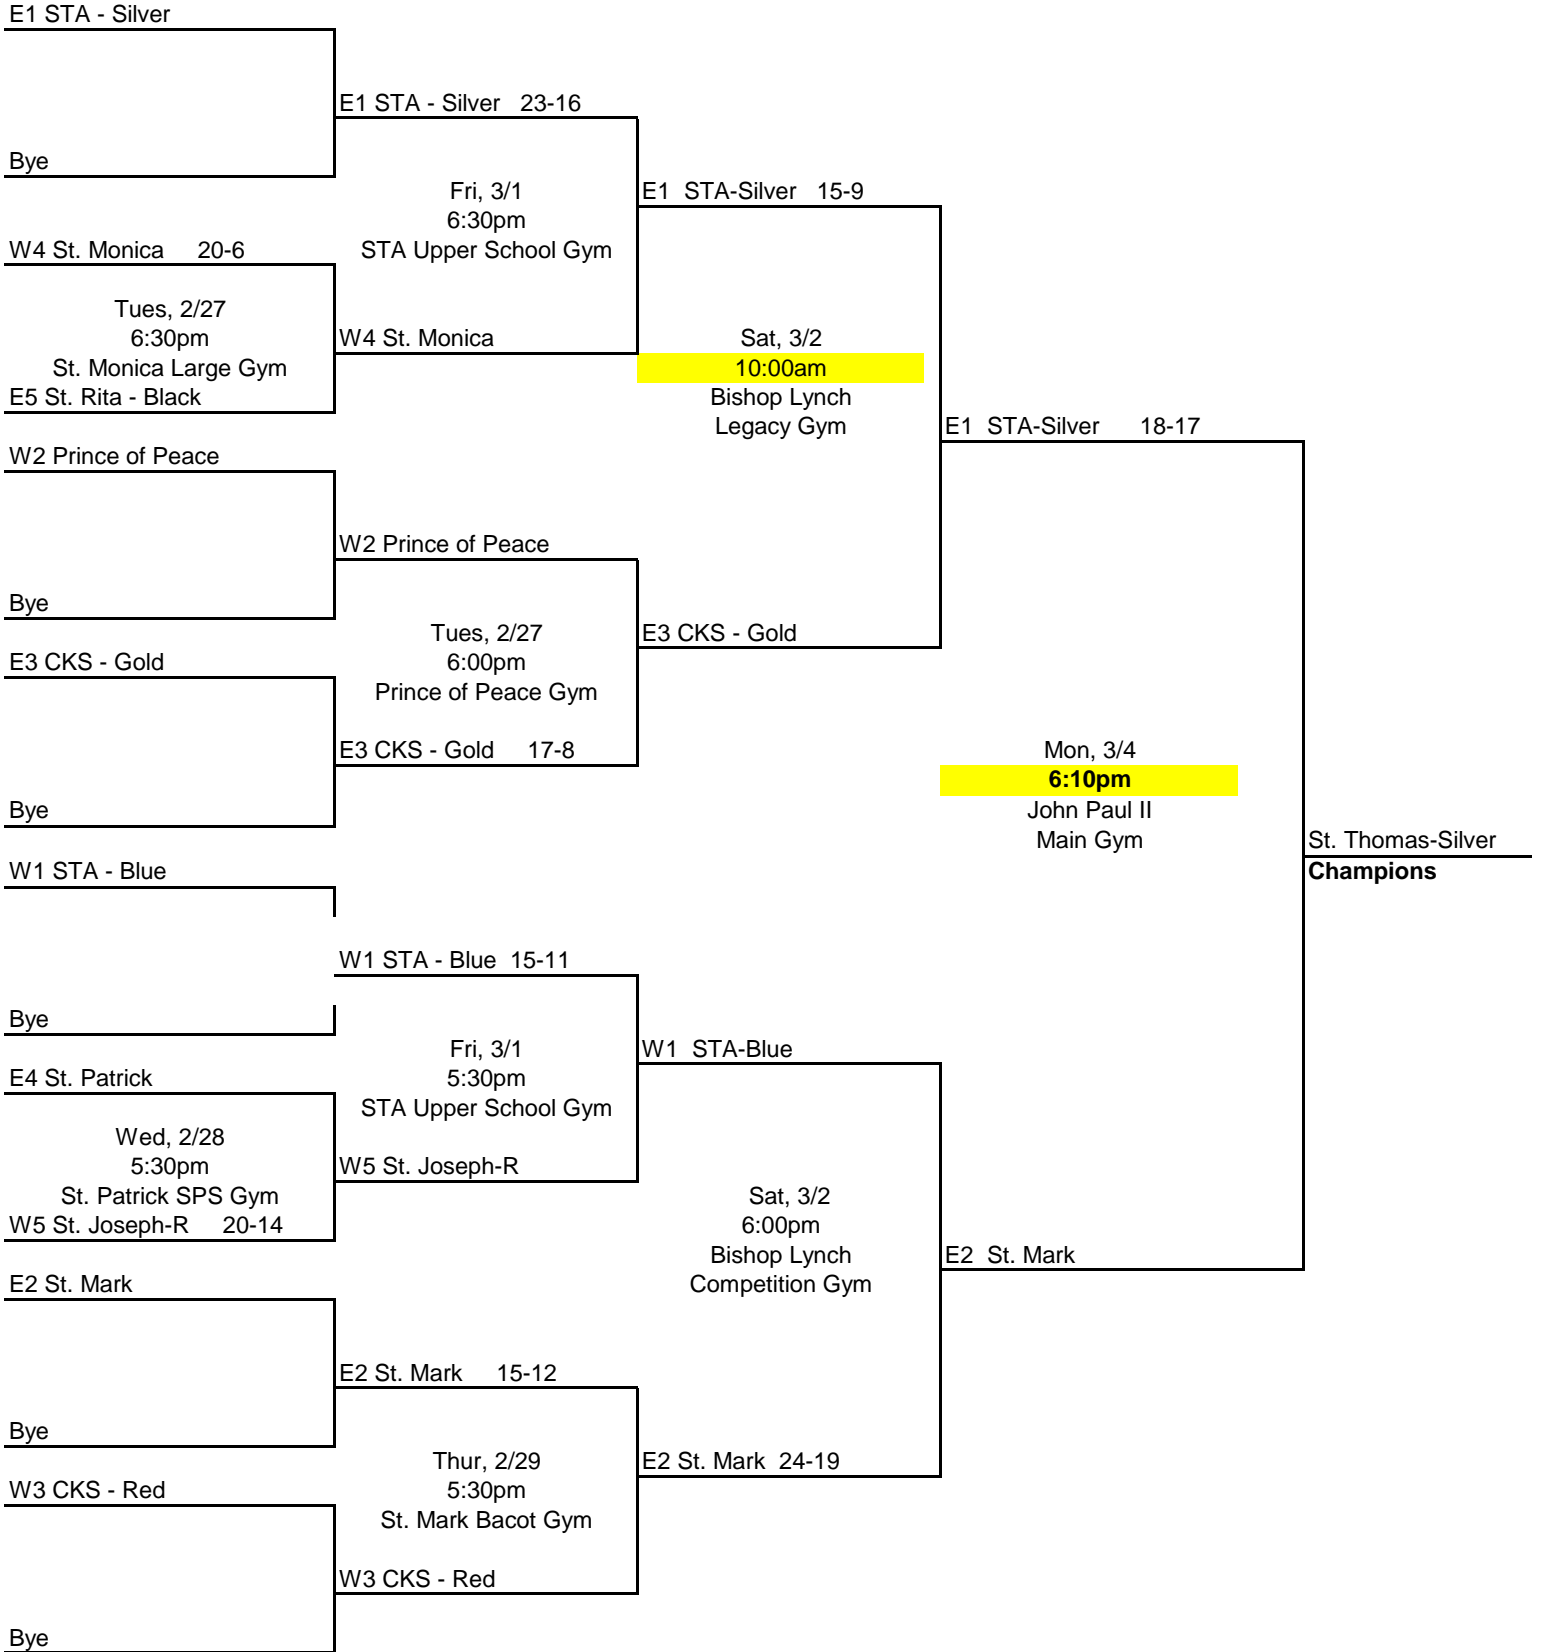 E1 STA - Silver
E1 STA - Silver 23-16
Bye
Fri, 3/1
6:30pm
STA Upper School Gym
E1 STA-Silver 15-9
W4 St. Monica 20-6
Tues, 2/27
6:30pm
St. Monica Large Gym
E5 St. Rita - Black
W4 St. Monica
Sat, 3/2
10:00am
Bishop Lynch
Legacy Gym
E1 STA-Silver 18-17
W2 Prince of Peace
W2 Prince of Peace
Bye
Tues, 2/27
6:00pm
Prince of Peace Gym
E3 CKS - Gold
E3 CKS - Gold
E3 CKS - Gold 17-8
Bye
Mon, 3/4
6:10pm
John Paul II
Main Gym
St. Thomas-Silver
Champions
W1 STA - Blue
W1 STA - Blue 15-11
Bye
Fri, 3/1
5:30pm
STA Upper School Gym
W1 STA-Blue
E4 St. Patrick
Wed, 2/28
5:30pm
St. Patrick SPS Gym
W5 St. Joseph-R 20-14
W5 St. Joseph-R
Sat, 3/2
6:00pm
Bishop Lynch
Competition Gym
E2 St. Mark
E2 St. Mark
E2 St. Mark 15-12
Bye
Thur, 2/29
5:30pm
St. Mark Bacot Gym
E2 St. Mark 24-19
W3 CKS - Red
W3 CKS - Red
Bye